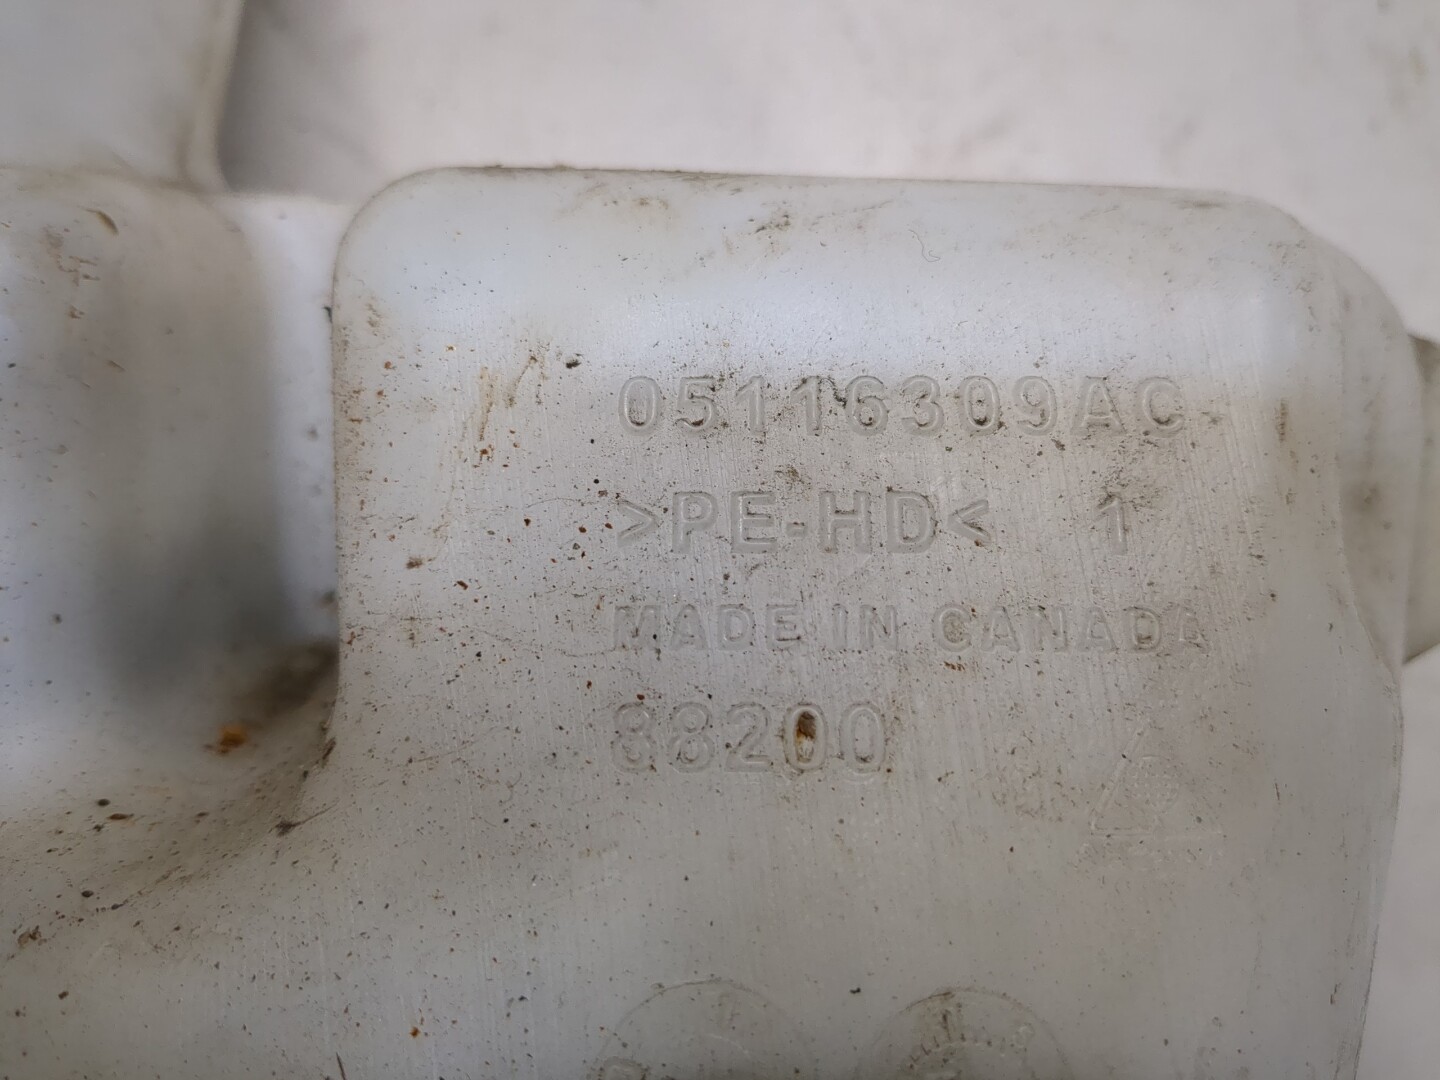 05116309AC
>PE-HD< 1
MADE IN CANADA
88200